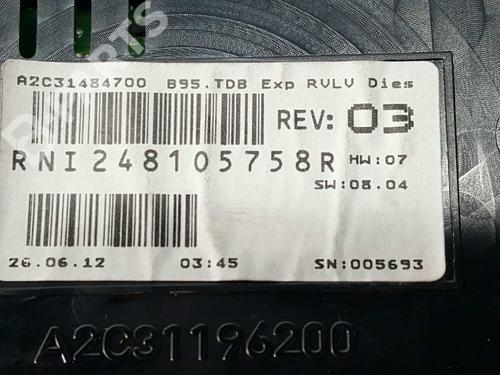 A2C31484700 B95.TDB Exp RVLV Dies
REV: 03
RNI248105758R HW:07
SW:08.04
26.06.12 03:45 SN:005693
A2C31196200